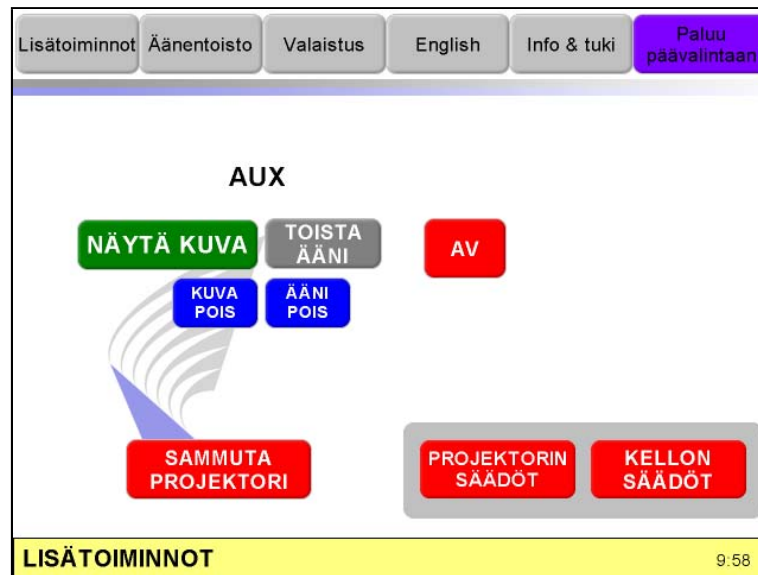 Lisätoiminnot
Äänentoisto
Valaistus
English
Info & tuki
Paluu
päävalintaan
AUX
NÄYTÄ KUVA
TOISTA
ÄÄNI
AV
KUVA
POIS
ÄÄNI
POIS
SAMMUTA
PROJEKTORI
PROJEKTORIN
SÄÄDÖT
KELLON
SÄÄDÖT
LISÄTOIMINNOT
9:58